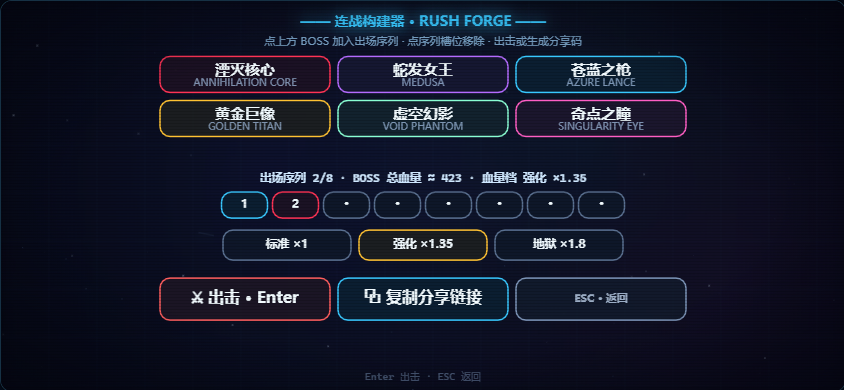 连战构建器 • RUSH FORGE
点上方 BOSS 加入出场序列 · 点序列槽位移除 · 出击或生成分享码
湮灭核心
ANNIHILATION CORE
蛇发女王
MEDUSA
苍蓝之枪
AZURE LANCE
黄金巨像
GOLDEN TITAN
虚空幻影
VOID PHANTOM
奇点之瞳
SINGULARITY EYE
出场序列 2/8 · BOSS 总血量 ≈ 423 · 血量档 强化 ×1.35
1 2 • • • • • •
标准 ×1 强化 ×1.35 地狱 ×1.8
⚔ 出击 • Enter 复制分享链接 ESC • 返回
Enter 出击 · ESC 返回